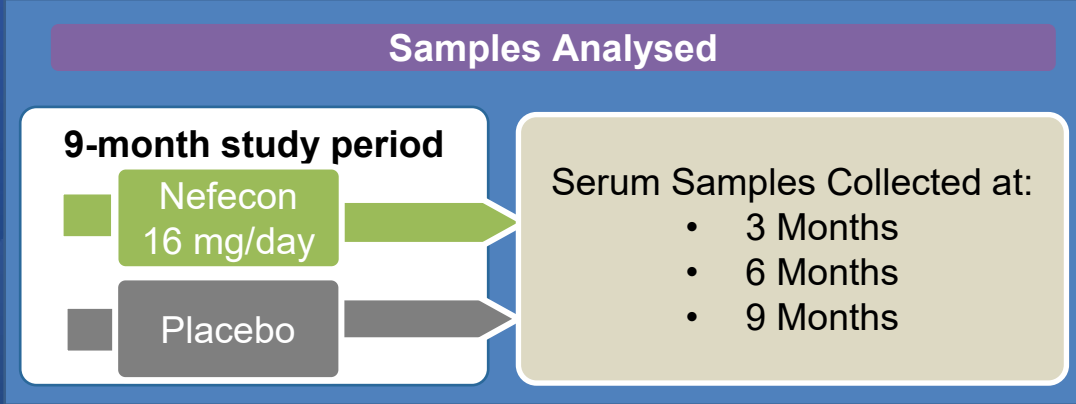 Samples Analysed
9-month study period
Nefecon
16 mg/day
Placebo
Serum Samples Collected at:
• 3 Months
• 6 Months
• 9 Months